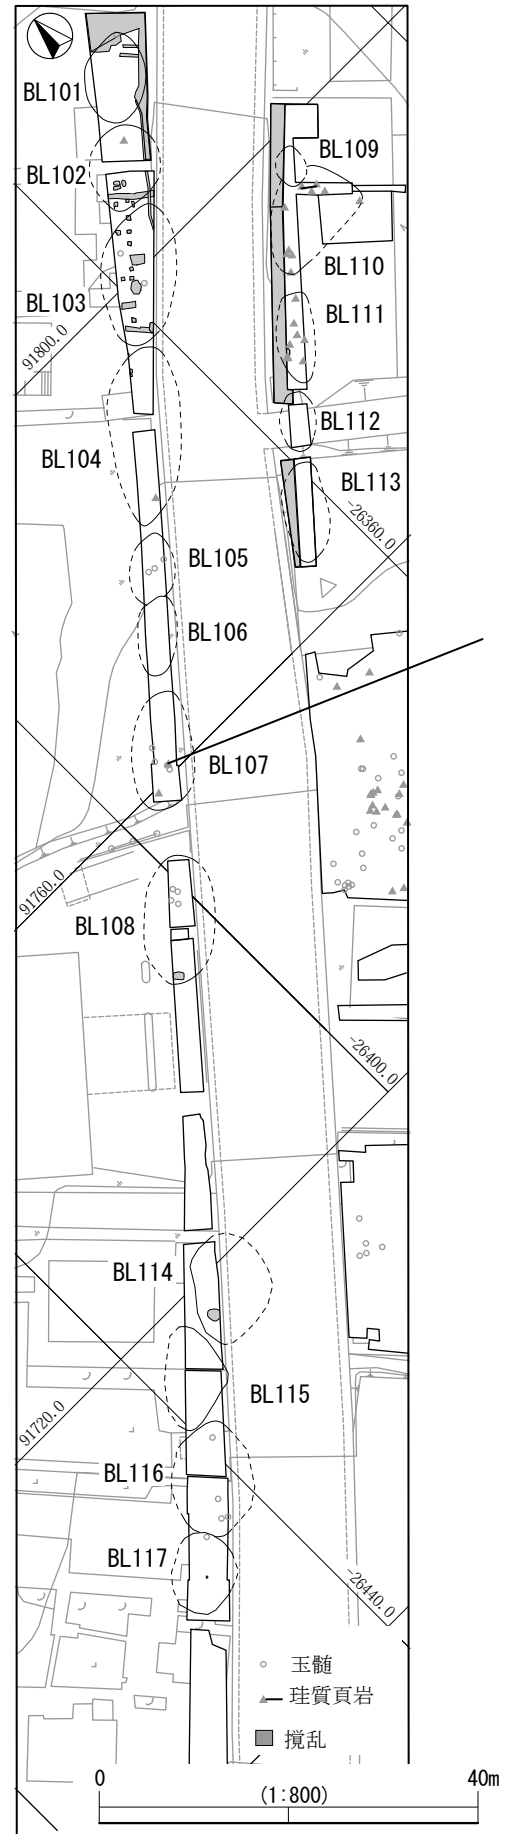 BL101
BL109
BL102
BL110
BL103
BL111
91800.0
BL112
BL104
BL113
-26360.0
BL105
BL106
BL107
91760.0
BL108
-26400.0
BL114
BL115
91720.0
BL116
BL117
-26440.0
玉髄
珪質頁岩
撹乱
0
40m
(1:800)